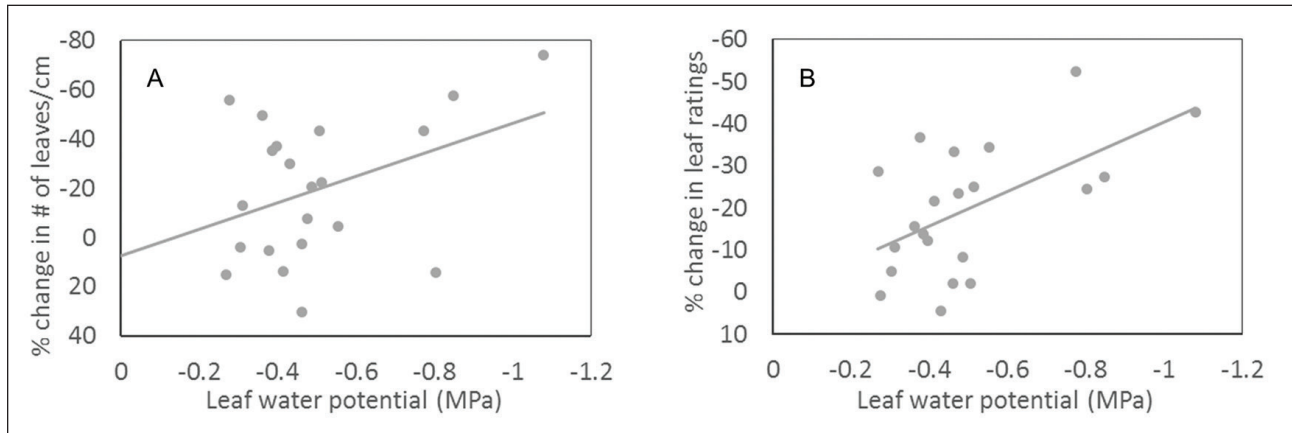 A
% change in # of leaves/cm
-80
-60
-40
-20
0
20
40
0 -0.2 -0.4 -0.6 -0.8 -1 -1.2
Leaf water potential (MPa)
B
% change in leaf ratings
-60
-50
-40
-30
-20
-10
0
10
0 -0.2 -0.4 -0.6 -0.8 -1 -1.2
Leaf water potential (MPa)